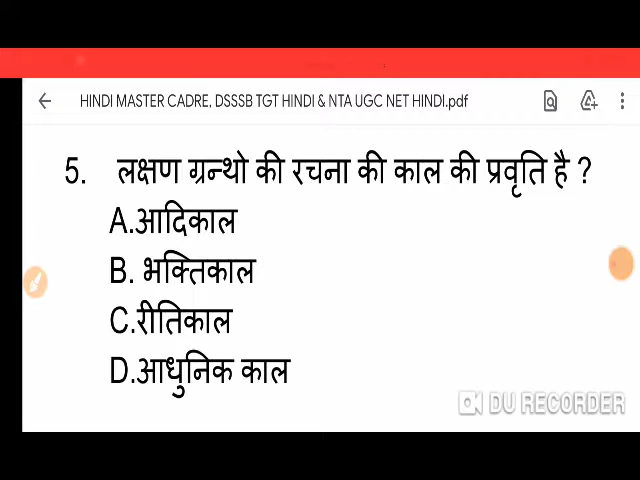 HINDI MASTER CADRE, DSSSB TGT HINDI & NTA UGC NET HINDI.pdf
5. लक्षण ग्रन्थो की रचना की काल की प्रवृति है ?
A.आदिकाल
B. भक्तिकाल
C.रीतिकाल
D.आधुनिक काल
DU RECORDER